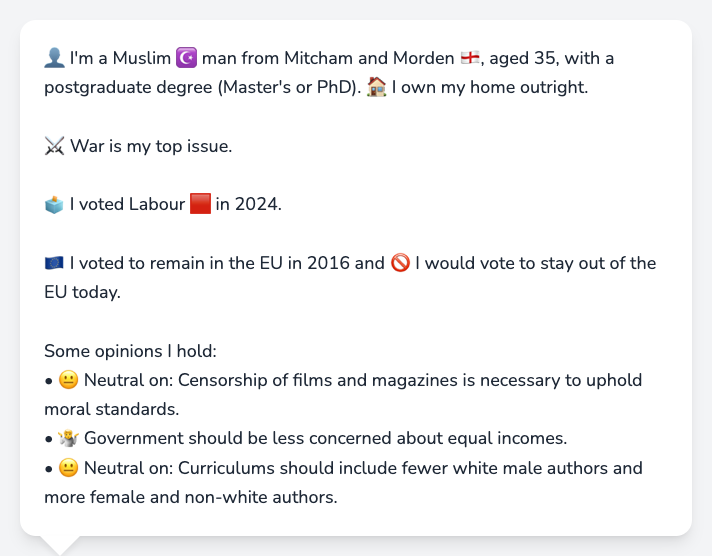 👤 I'm a Muslim ☪️ man from Mitcham and Morden 🏴󠁧󠁢󠁥󠁮󠁧󠁿, aged 35, with a
postgraduate degree (Master's or PhD). 🏠 I own my home outright.
⚔️ War is my top issue.
🗳️ I voted Labour 🟥 in 2024.
🇪🇺 I voted to remain in the EU in 2016 and 🚫 I would vote to stay out of the
EU today.
Some opinions I hold:
• 😐 Neutral on: Censorship of films and magazines is necessary to uphold
moral standards.
• 🤷 Government should be less concerned about equal incomes.
• 😐 Neutral on: Curriculums should include fewer white male authors and
more female and non-white authors.